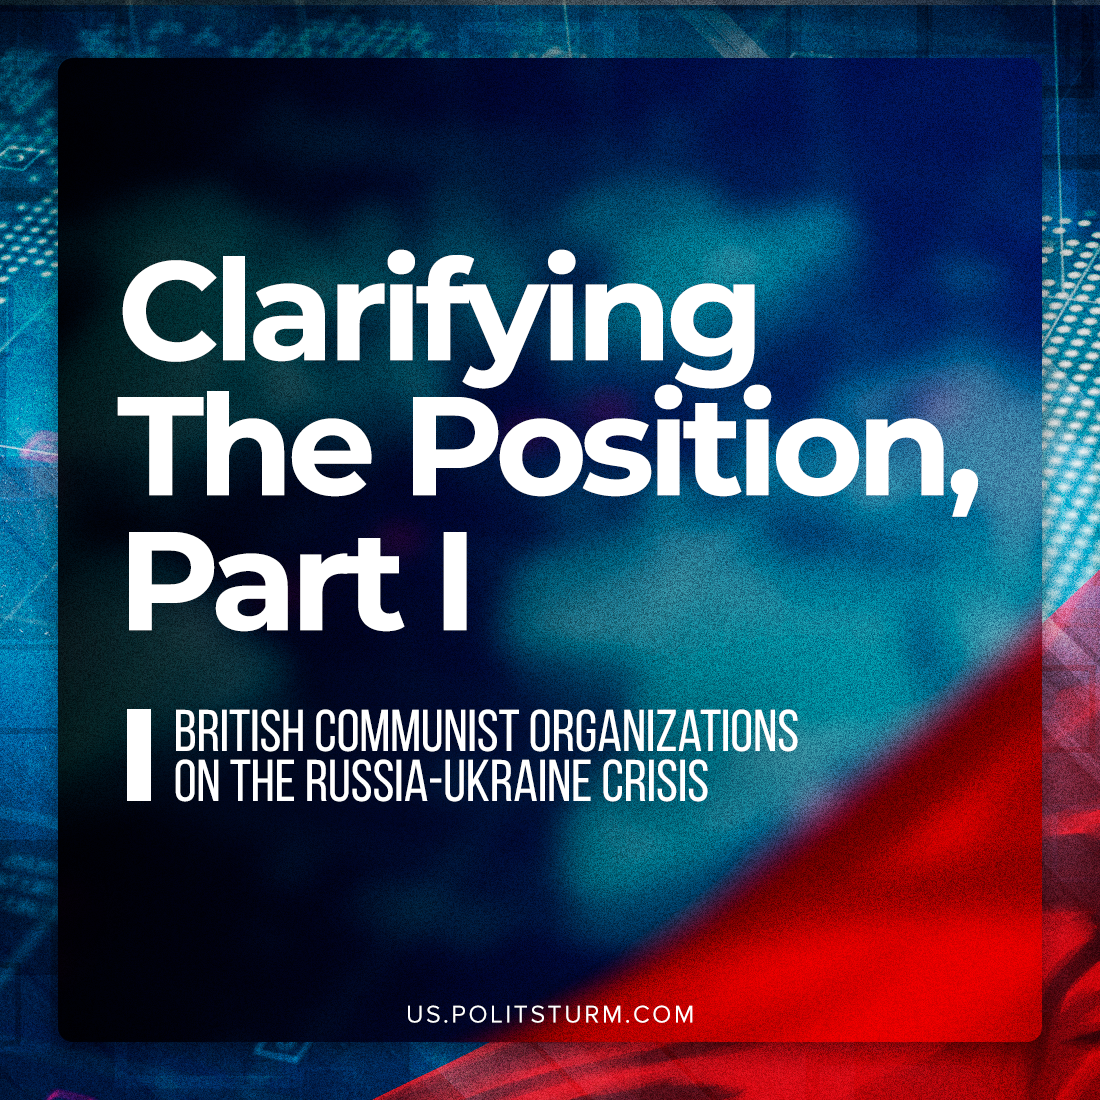 Clarifying
The Position,
Part I
BRITISH COMMUNIST ORGANIZATIONS
ON THE RUSSIA-UKRAINE CRISIS
US.POLITSTURM.COM